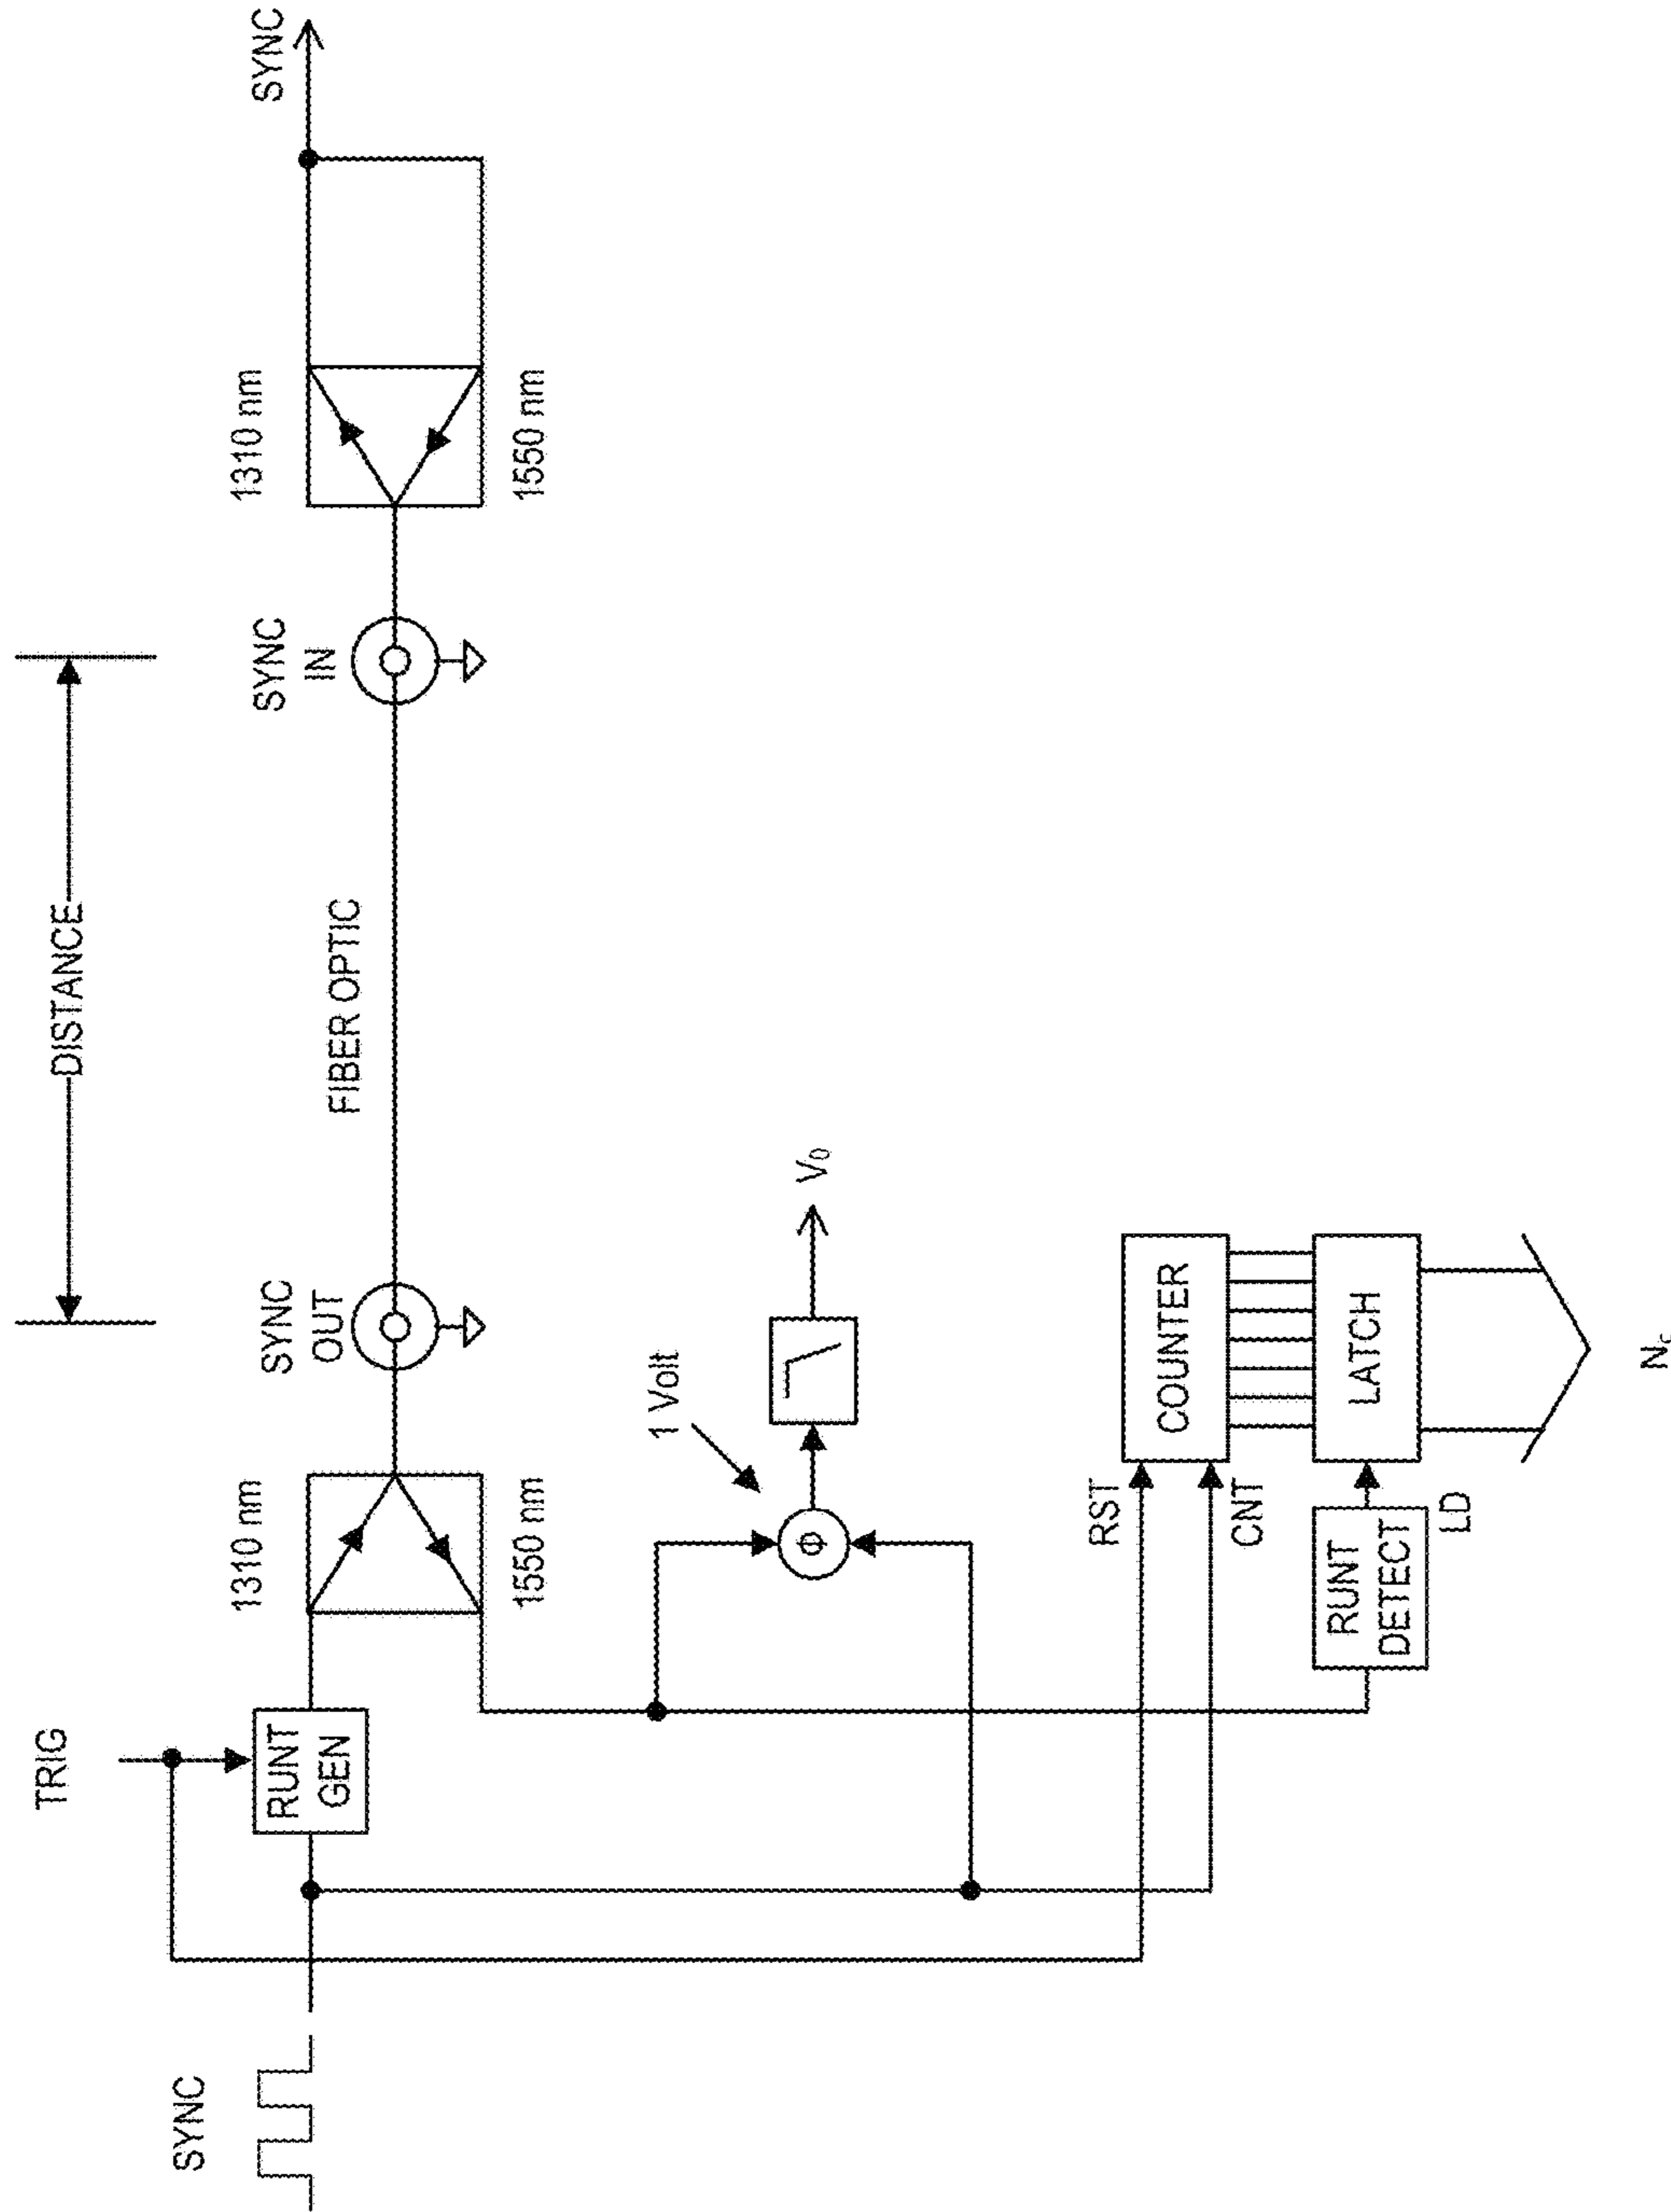 DISTANCE
SYNC
TRIG
RUNT
GEN
1310 nm
1550 nm
SYNC
OUT
FIBER OPTIC
SYNC
IN
1310 nm
1550 nm
SYNC
1 Volt
Φ
V₀
RST
CNT
COUNTER
RUNT
DETECT
LD
LATCH
N꜀